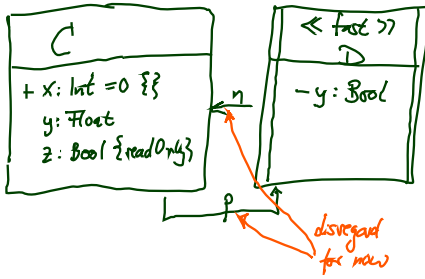 C
+ x: Int = 0 {}
y: Float
z: Bool {readOnly}
η
<< fast >>
D
- y: Bool
p
disregard
for now